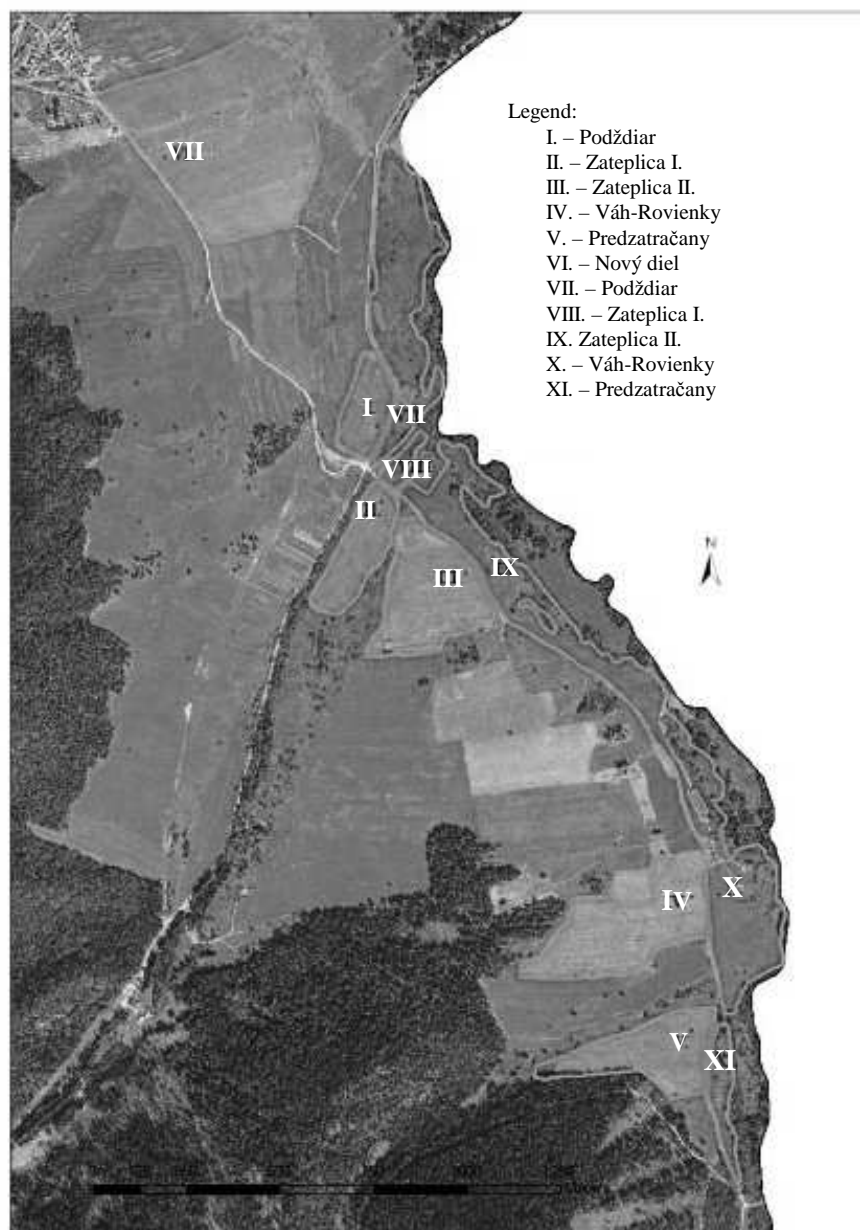 Legend:
I. – Podždiar
II. – Zateplica I.
III. – Zateplica II.
IV. – Váh-Rovienky
V. – Predzatračany
VI. – Nový diel
VII. – Podždiar
VIII. – Zateplica I.
IX. Zateplica II.
X. – Váh-Rovienky
XI. – Predzatračany
VII
I
VII
VIII
II
IX
III
N
X
IV
V
XI